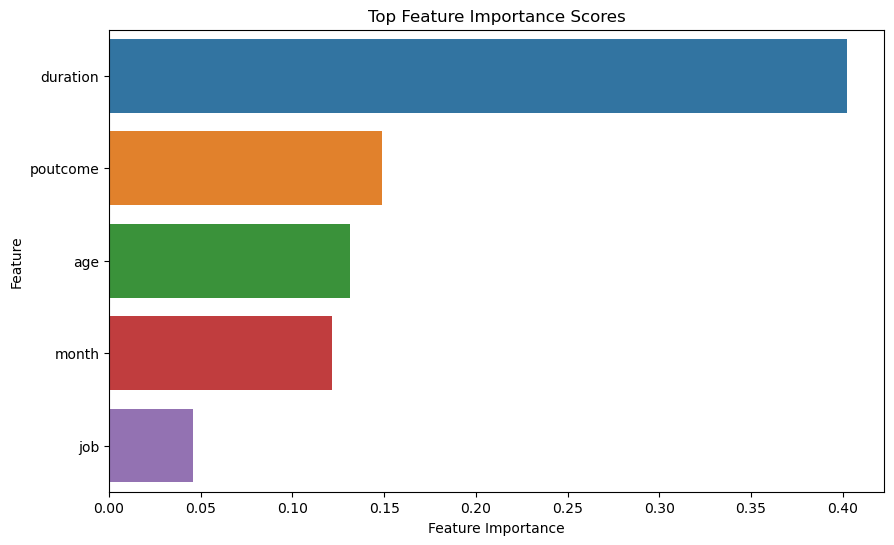 Top Feature Importance Scores
Feature
duration
poutcome
age
month
job
0.00 0.05 0.10 0.15 0.20 0.25 0.30 0.35 0.40
Feature Importance